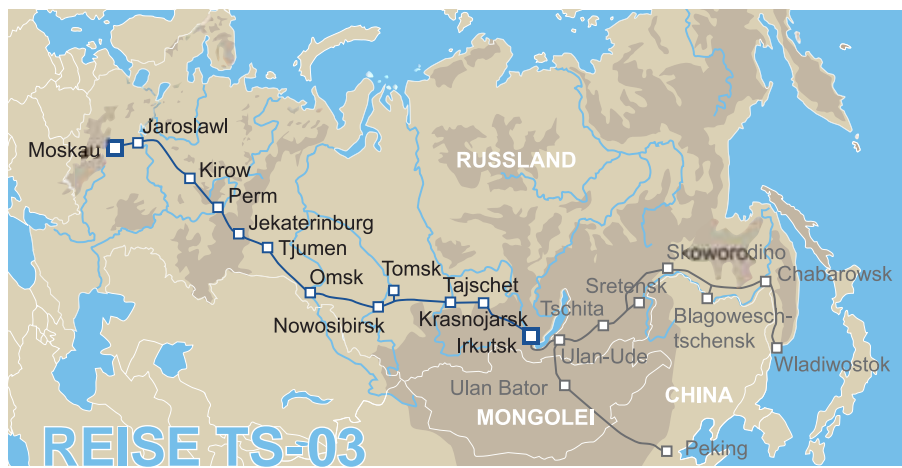 Jaroslawl
Moskau
RUSSLAND
Kirow
Perm
Jekaterinburg
Tjumen
Skoworodino
Omsk
Tomsk
Tajschet
Sretensk
Chabarowsk
Nowosibirsk
Krasnojarsk
Tschita
Blagowesch-
tschensk
Irkutsk
Ulan-Ude
Wladiwostok
Ulan Bator
CHINA
MONGOLEI
REISE TS-03
Peking